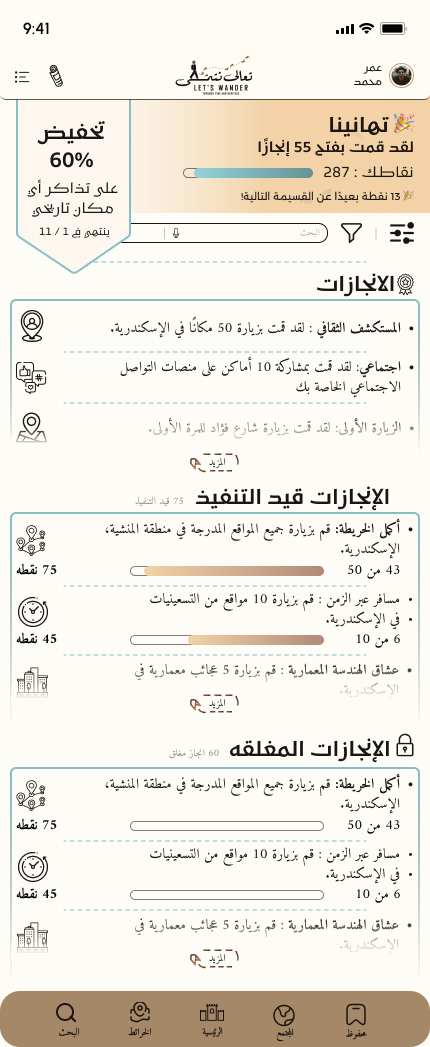 9:41
عمر
محمد
تعالى نتمشى
LET'S WANDER
THROUGH TIME AND HERITAGE
تهانينا
لقد قمت بفتح 55 إنجازًا
نقاطك : 287
13 نقطة بعيدًا عن القسيمة التالية!
تخفيض
60%
على تذاكر أي
مكان تاريخي
ينتهي في 1 / 11
البحث
الانجازات
• المستكشف الثقافي : لقد قمت بزيارة 50 مكانًا في الإسكندرية.
• اجتماعي: لقد قمت بمشاركة 10 أماكن على منصات التواصل
الاجتماعي الخاصة بك
• الزيارة الأولى: لقد قمت بزيارة شارع فؤاد للمرة الأولى.
المزيد
الإنجازات قيد التنفيذ 75 قيد التنفيذ
• أكمل الخريطة: قم بزيارة جميع المواقع المدرجة في منطقة المنشية،
الإسكندرية.
43 من 50 75 نقطه
• مسافر عبر الزمن : قم بزيارة 10 مواقع من التسعينيات
• في الإسكندرية.
6 من 10 45 نقطه
• عشاق الهندسة المعمارية : قم بزيارة 5 عجائب معمارية في
الإسكندرية.
المزيد
الإنجازات المغلقه 60 انجاز مغلق
• أكمل الخريطة: قم بزيارة جميع المواقع المدرجة في منطقة المنشية،
الإسكندرية.
43 من 50 75 نقطه
• مسافر عبر الزمن : قم بزيارة 10 مواقع من التسعينيات
• في الإسكندرية.
6 من 10 45 نقطه
• عشاق الهندسة المعمارية : قم بزيارة 5 عجائب معمارية في
الإسكندرية.
المزيد
محفوظ المجتمع الرئيسية الخرائط البحث